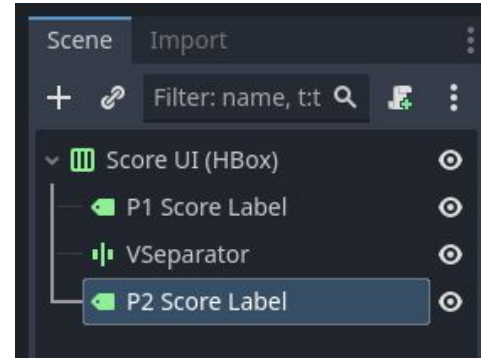 Scene Import
Filter: name, t:t
Score UI (HBox)
P1 Score Label
VSeparator
P2 Score Label